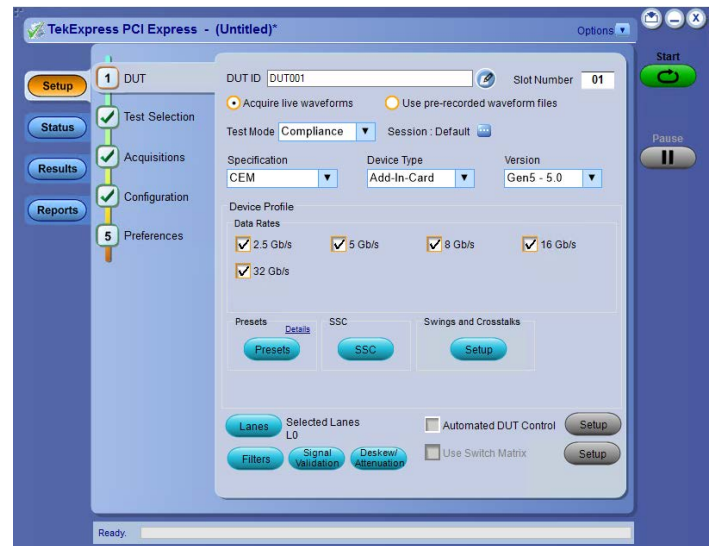 TekExpress PCI Express - (Untitled)*
Options
Start
Pause
Setup
Status
Results
Reports
1 DUT
Test Selection
Acquisitions
Configuration
5 Preferences
DUT ID DUT001 Slot Number 01
Acquire live waveforms Use pre-recorded waveform files
Test Mode Compliance Session : Default
Specification Device Type Version
CEM Add-In-Card Gen5 - 5.0
Device Profile
Data Rates
2.5 Gb/s 5 Gb/s 8 Gb/s 16 Gb/s
32 Gb/s
Presets Details SSC Swings and Crosstalks
Presets SSC Setup
Lanes Selected Lanes
L0
Automated DUT Control Setup
Filters Signal Validation Deskew/ Attenuation
Use Switch Matrix Setup
Ready.